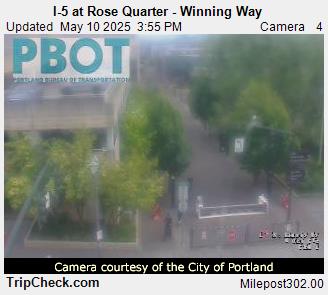 I-5 at Rose Quarter - Winning Way
Updated May 10 2025 3:55 PM Camera 4
PBOT
PORTLAND BUREAU OF TRANSPORTATION
Camera courtesy of the City of Portland
TripCheck.com Milepost302.00